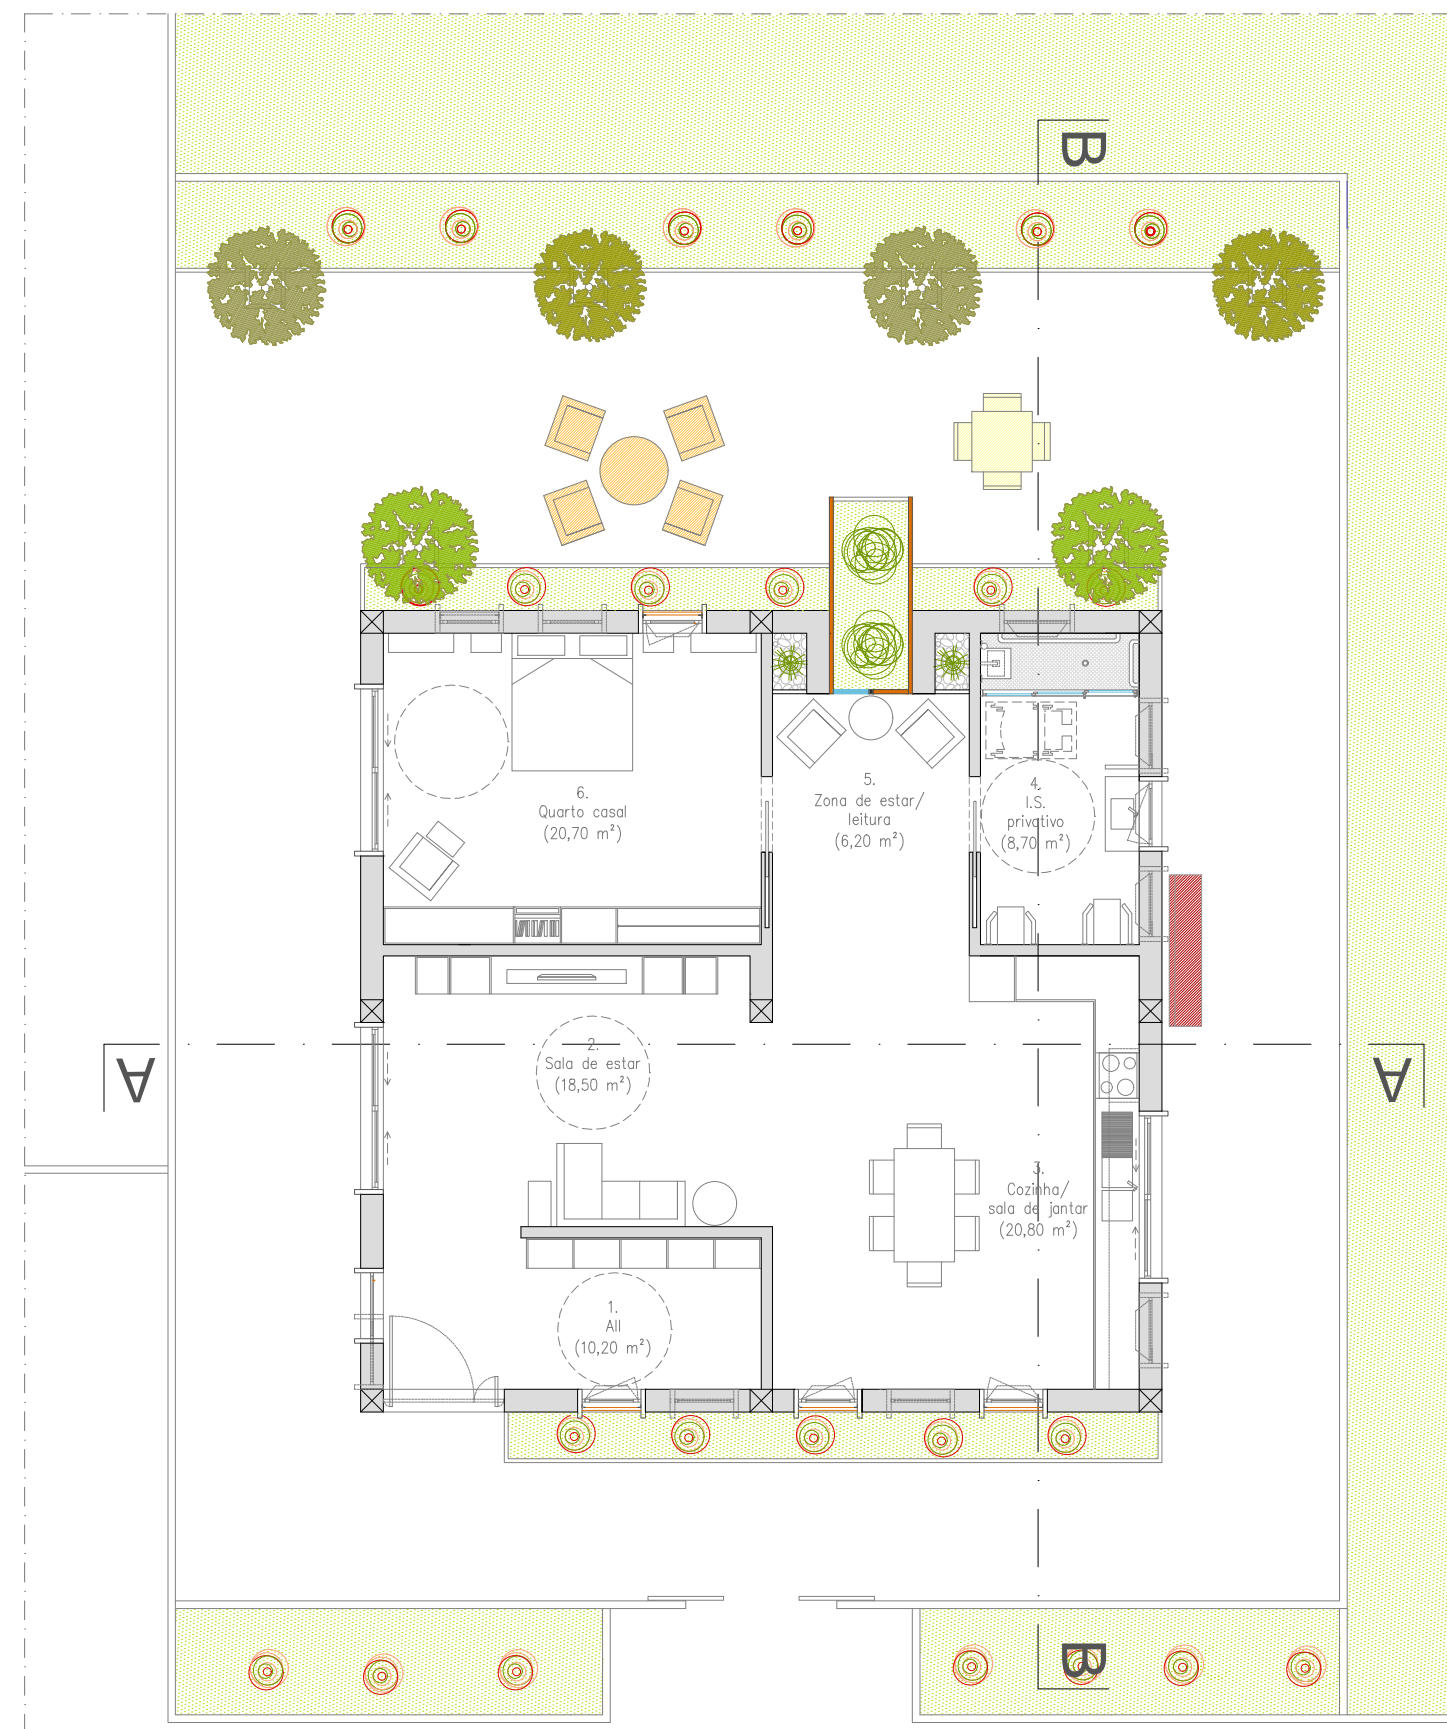 B
6.
Quarto casal
(20,70 m²)
5.
Zona de estar/
leitura
(6,20 m²)
4.
I.S.
privativo
(8,70 m²)
A
A
2.
Sala de estar
(18,50 m²)
3.
Cozinha/
sala de jantar
(20,80 m²)
1.
All
(10,20 m²)
B